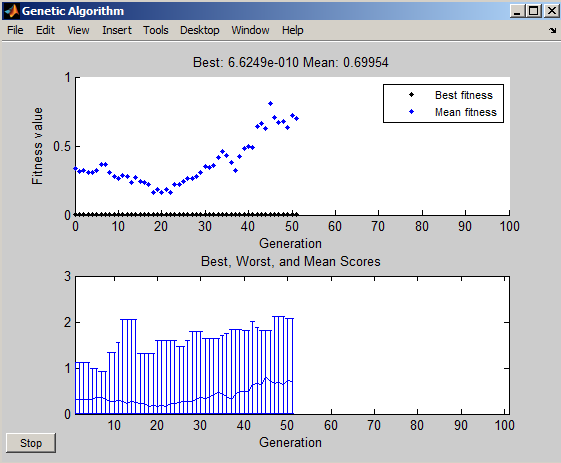 Genetic Algorithm
File Edit View Insert Tools Desktop Window Help
Best: 6.6249e-010 Mean: 0.69954
1
0.5
0
Fitness value
Best fitness
Mean fitness
0 10 20 30 40 50 60 70 80 90 100
Generation
Best, Worst, and Mean Scores
3
2
1
0
0 10 20 30 40 50 60 70 80 90 100
Generation
Stop